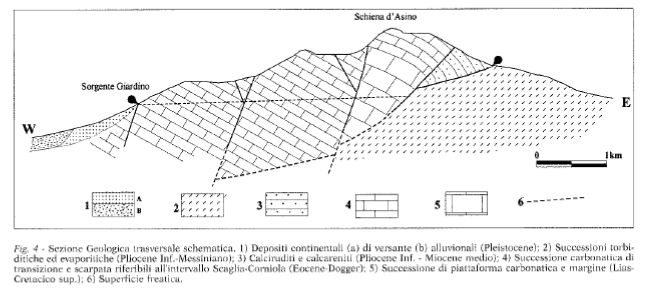 Schiena d'Asino
Sorgente Giardino
W
E
0 1km
1 A B 2 3 4 5 6
Fig. 4 - Sezione Geologica trasversale schematica. 1) Depositi continentali (a) di versante (b) alluvionali (Pleistocene); 2) Successioni torbi-
ditiche ed evaporitiche (Pliocene Inf.-Messiniano); 3) Calciruditi e calcareniti (Pliocene Inf. - Miocene medio); 4) Successione carbonatica di
transizione e scarpata riferibili all'intervallo Scaglia-Corniola (Eocene-Dogger); 5) Successione di piattaforma carbonatica e margine (Lias-
Cretacico sup.); 6) Superficie freatica.